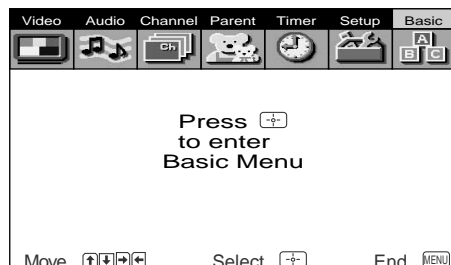 Video Audio Channel Parent Timer Setup Basic
Ch A B C
Press
to enter
Basic Menu
Move Select End MENU